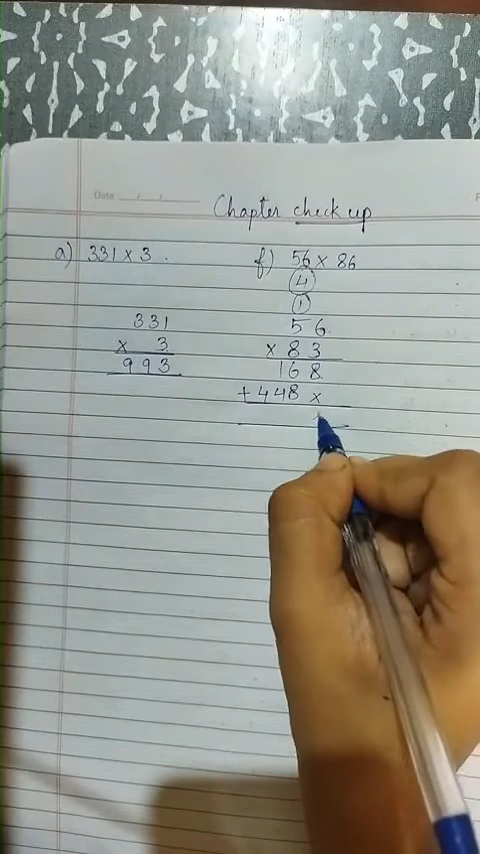 Date
Chapter check up
a) 331 x 3 .
331
x 3
993
f) 56 x 86
4
1
56
x 83
168
+ 448 x